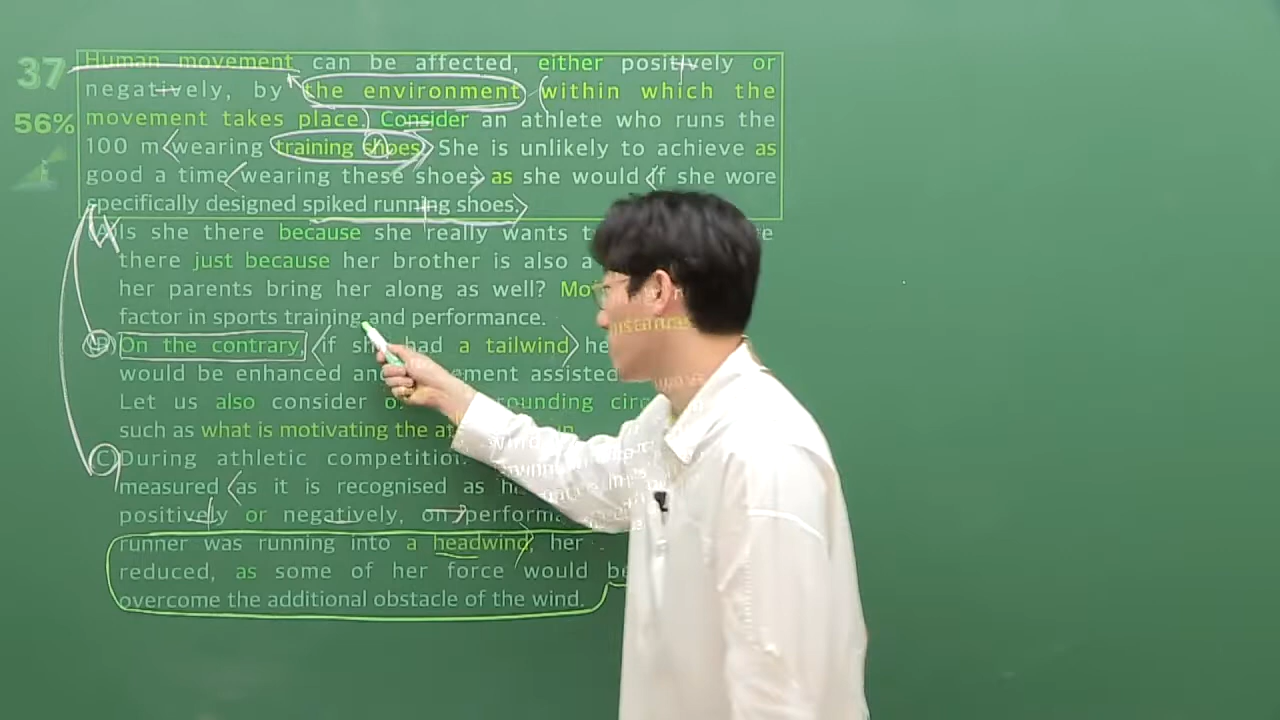 37
56%
Human movement can be affected, either positively or
negatively, by the environment within which the
movement takes place. Consider an athlete who runs the
100 m wearing training shoes. She is unlikely to achieve as
good a time wearing these shoes as she would if she wore
specifically designed spiked running shoes.
(A) Is she there because she really wants
there just because her brother is also a
her parents bring her along as well?
factor in sports training and performance.
(B) On the contrary, if she had a tailwind he
would be enhanced and assisted
Let us also consider
such as what is motivating the
(C) During athletic
measured as it is recognised as
positively or negatively, on
runner was running into a headwind, her
reduced, as some of her force would
overcome the additional obstacle of the wind.